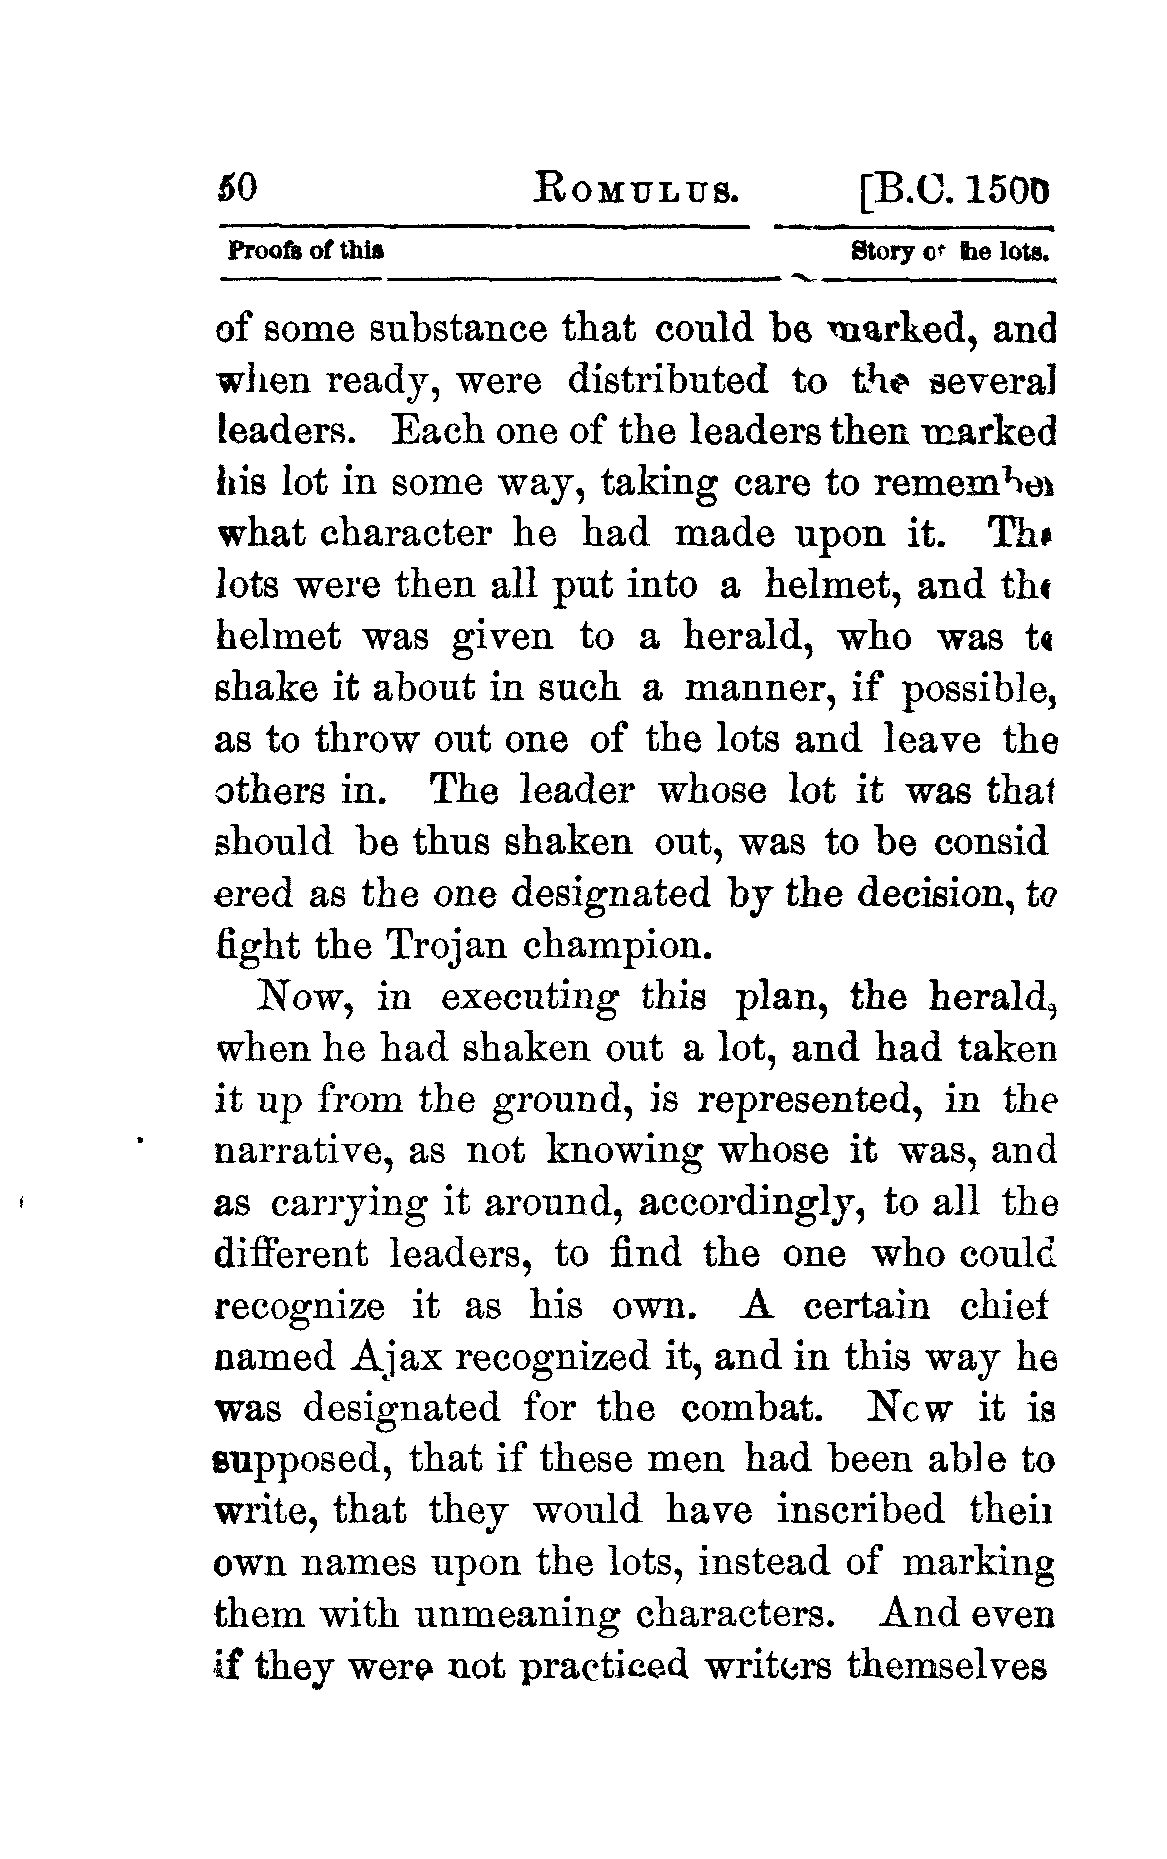 50 ROMULUS. [B.C. 1500
Proofs of this Story of the lots.
of some substance that could be marked, and
when ready, were distributed to the several
leaders. Each one of the leaders then marked
his lot in some way, taking care to remember
what character he had made upon it. The
lots were then all put into a helmet, and the
helmet was given to a herald, who was to
shake it about in such a manner, if possible,
as to throw out one of the lots and leave the
others in. The leader whose lot it was that
should be thus shaken out, was to be consid
ered as the one designated by the decision, to
fight the Trojan champion.
Now, in executing this plan, the herald,
when he had shaken out a lot, and had taken
it up from the ground, is represented, in the
narrative, as not knowing whose it was, and
as carrying it around, accordingly, to all the
different leaders, to find the one who could
recognize it as his own. A certain chief
named Ajax recognized it, and in this way he
was designated for the combat. Now it is
supposed, that if these men had been able to
write, that they would have inscribed their
own names upon the lots, instead of marking
them with unmeaning characters. And even
if they were not practiced writers themselves